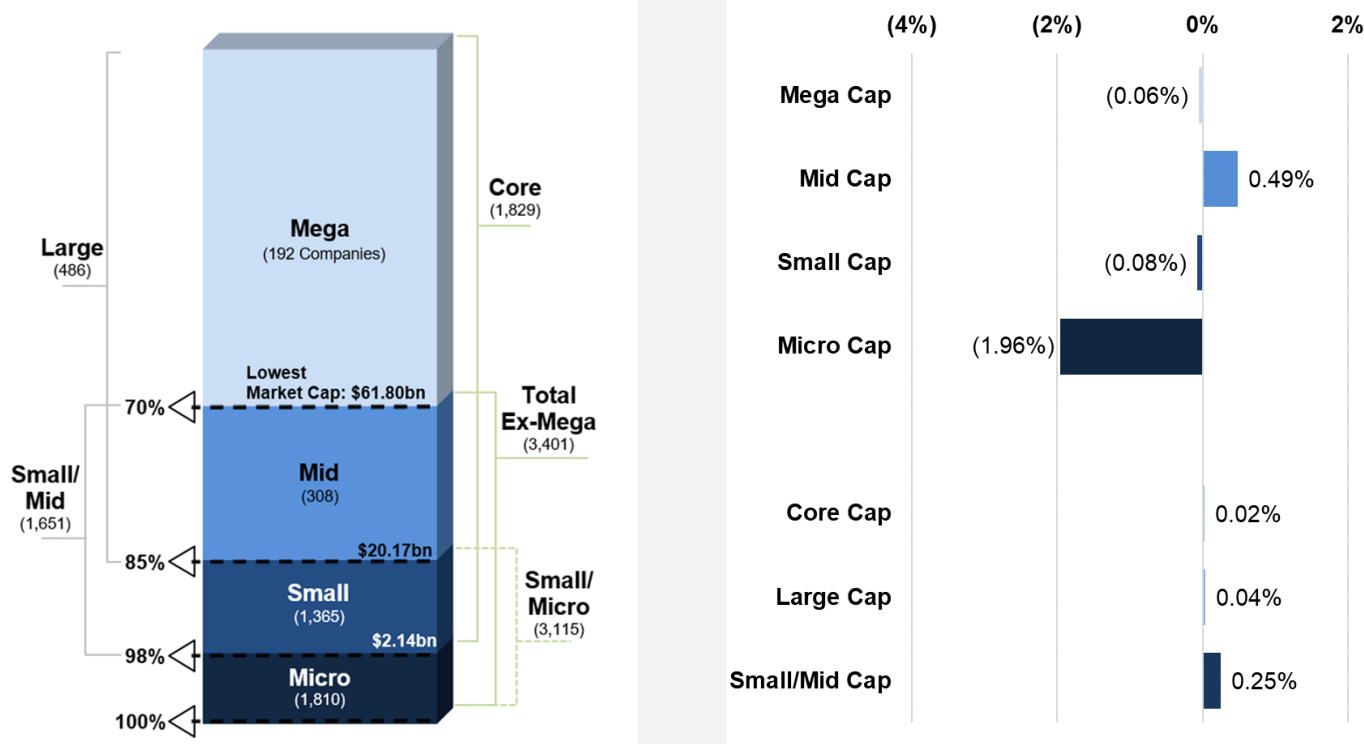 Large
(486)
Small/
Mid
(1,651)
70%
85%
98%
100%
Mega
(192 Companies)
Lowest
Market Cap: $61.80bn
Mid
(308)
$20.17bn
Small
(1,365)
$2.14bn
Micro
(1,810)
Core
(1,829)
Total
Ex-Mega
(3,401)
Small/
Micro
(3,115)
(4%) (2%) 0% 2%
Mega Cap (0.06%)
Mid Cap 0.49%
Small Cap (0.08%)
Micro Cap (1.96%)
Core Cap 0.02%
Large Cap 0.04%
Small/Mid Cap 0.25%